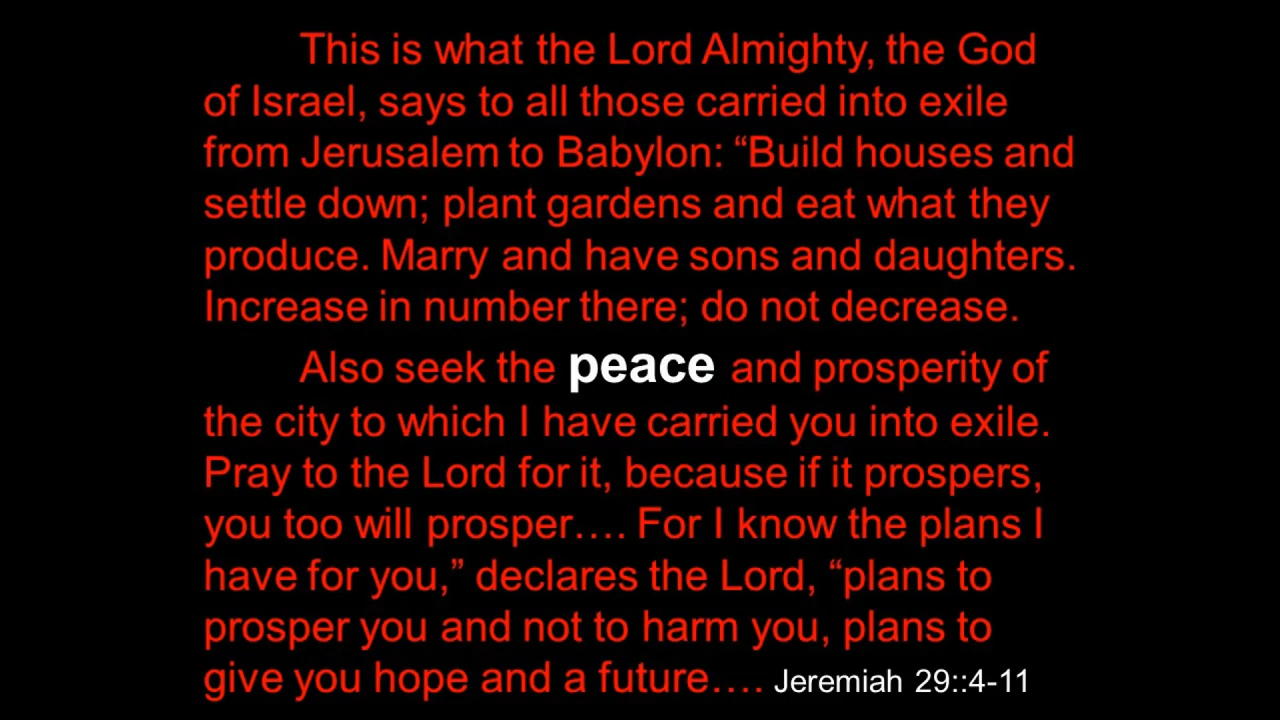 This is what the Lord Almighty, the God
of Israel, says to all those carried into exile
from Jerusalem to Babylon: “Build houses and
settle down; plant gardens and eat what they
produce. Marry and have sons and daughters.
Increase in number there; do not decrease.
Also seek the peace and prosperity of
the city to which I have carried you into exile.
Pray to the Lord for it, because if it prospers,
you too will prosper…. For I know the plans I
have for you,” declares the Lord, “plans to
prosper you and not to harm you, plans to
give you hope and a future…. Jeremiah 29::4-11